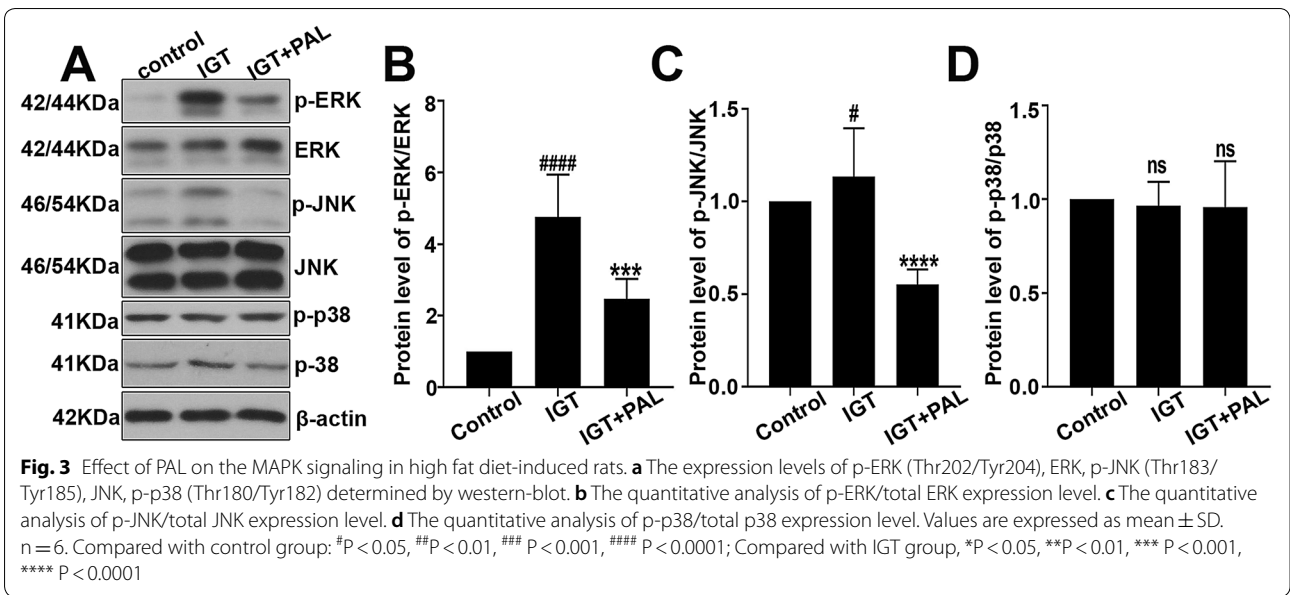 A
control IGT IGT+PAL
42/44KDa p-ERK
42/44KDa ERK
46/54KDa p-JNK
46/54KDa JNK
41KDa p-p38
41KDa p-38
42KDa β-actin
B
Protein level of p-ERK/ERK
8
6
4
2
0
####
***
Control IGT IGT+PAL
C
Protein level of p-JNK/JNK
1.5
1.0
0.5
0.0
#
****
Control IGT IGT+PAL
D
Protein level of p-p38/p38
1.5
1.0
0.5
0.0
ns
ns
Control IGT IGT+PAL
Fig. 3 Effect of PAL on the MAPK signaling in high fat diet-induced rats. a The expression levels of p-ERK (Thr202/Tyr204), ERK, p-JNK (Thr183/
Tyr185), JNK, p-p38 (Thr180/Tyr182) determined by western-blot. b The quantitative analysis of p-ERK/total ERK expression level. c The quantitative
analysis of p-JNK/total JNK expression level. d The quantitative analysis of p-p38/total p38 expression level. Values are expressed as mean ± SD.
n = 6. Compared with control group: #P < 0.05, ##P < 0.01, ### P < 0.001, #### P < 0.0001; Compared with IGT group, *P < 0.05, **P < 0.01, *** P < 0.001,
**** P < 0.0001